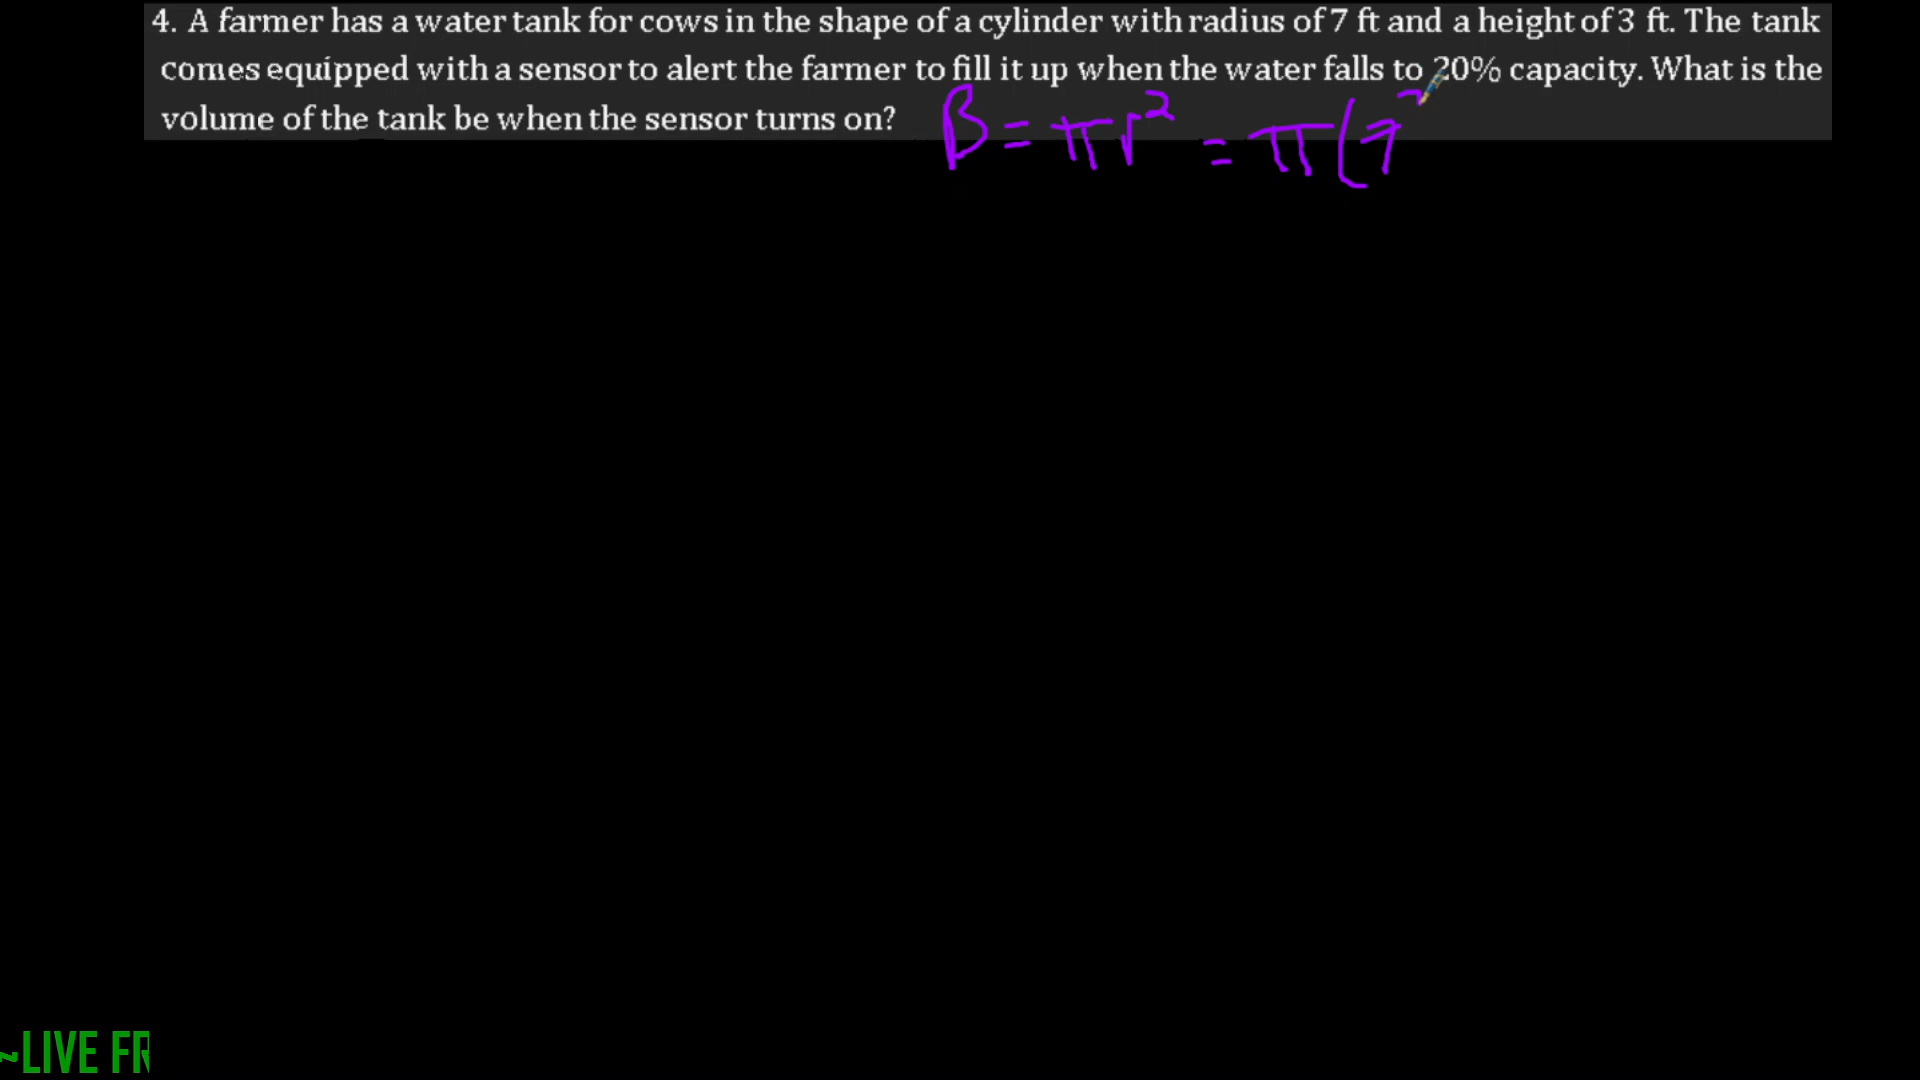 4. A farmer has a water tank for cows in the shape of a cylinder with radius of 7 ft and a height of 3 ft. The tank
comes equipped with a sensor to alert the farmer to fill it up when the water falls to 20% capacity. What is the
volume of the tank be when the sensor turns on?
B = πr² = π(7
~LIVE FR